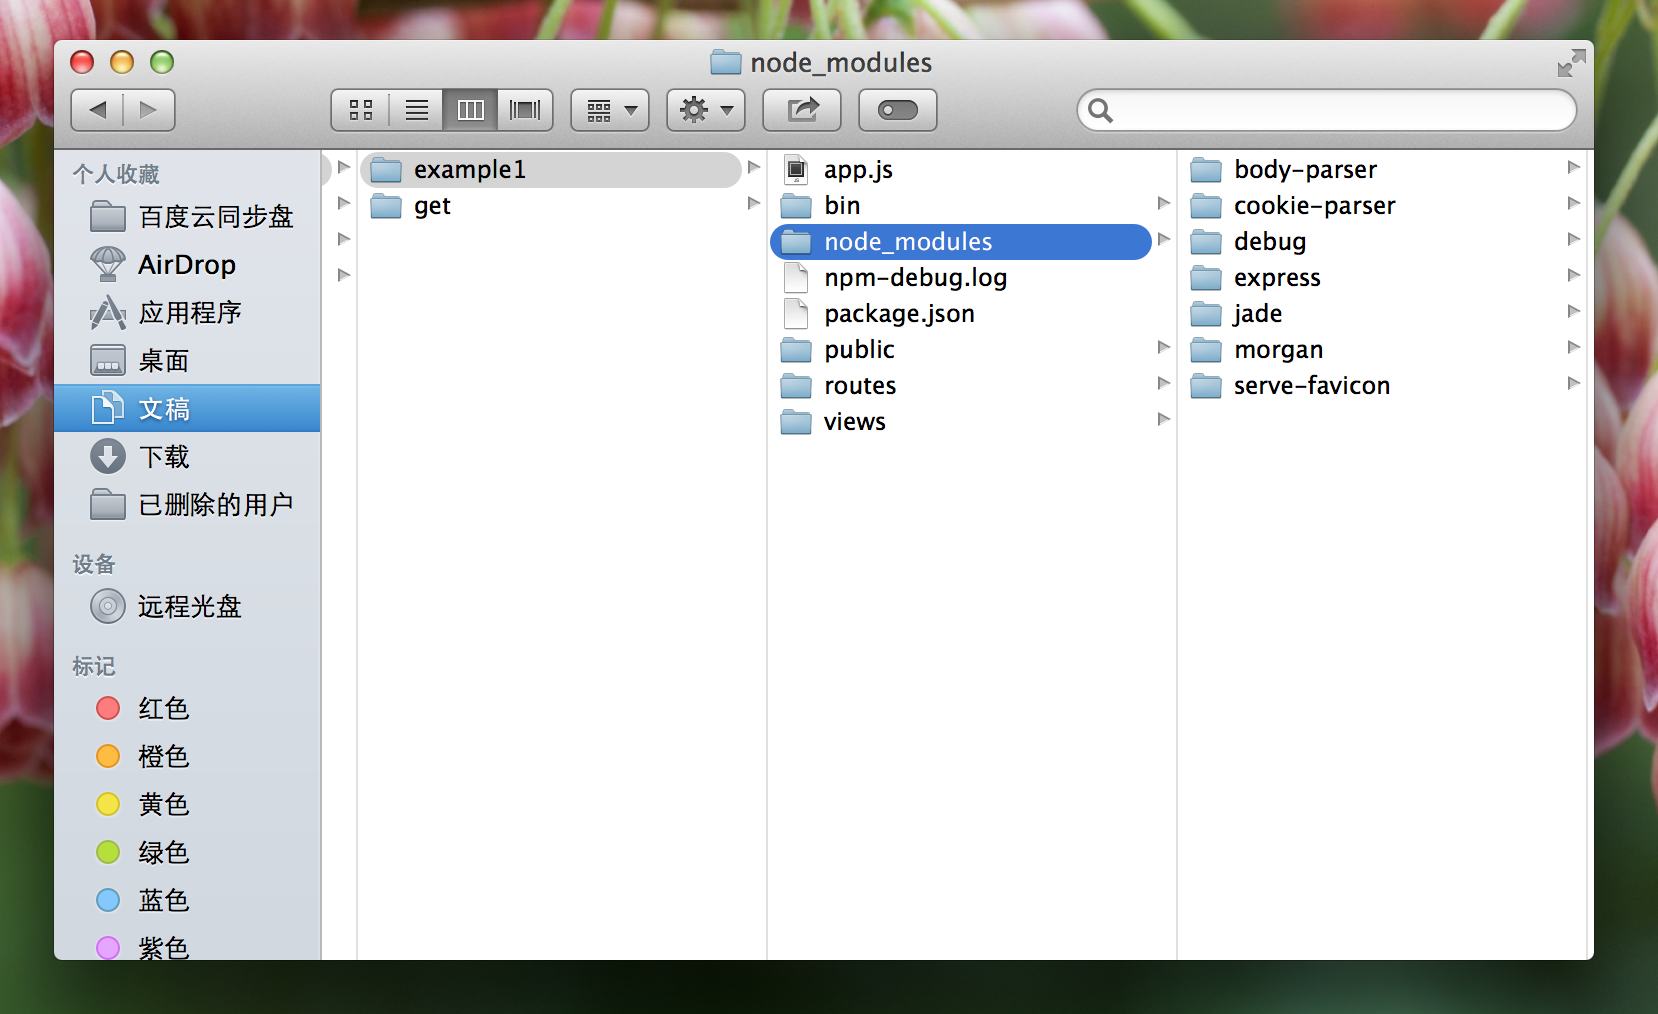 node_modules
个人收藏
百度云同步盘
AirDrop
应用程序
桌面
文稿
下载
已删除的用户
设备
远程光盘
标记
红色
橙色
黄色
绿色
蓝色
紫色
example1
get
app.js
bin
node_modules
npm-debug.log
package.json
public
routes
views
body-parser
cookie-parser
debug
express
jade
morgan
serve-favicon